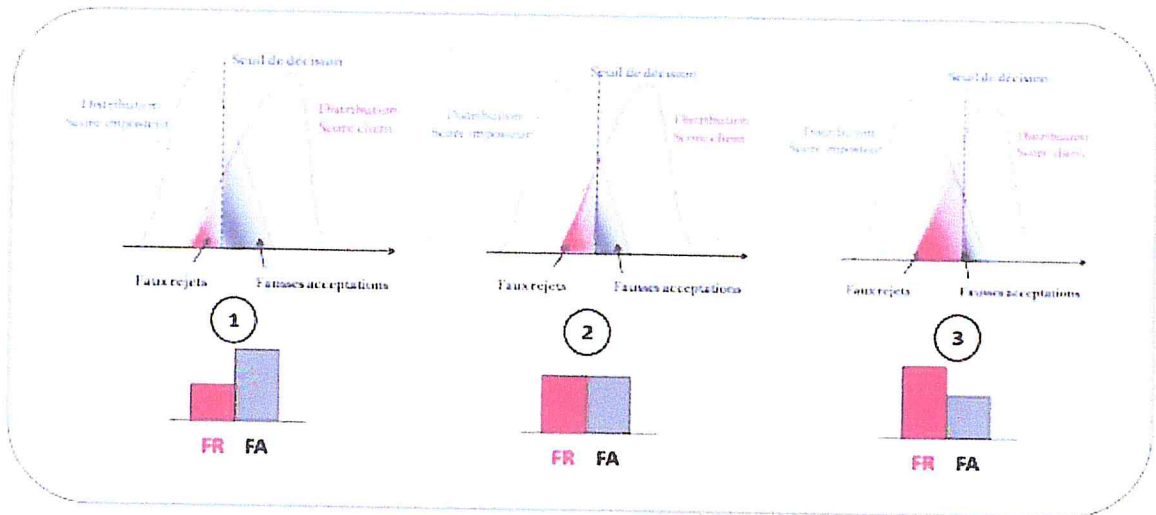 Seuil de décision
Distribution
Score imposteur
Distribution
Score client
Faux rejets
Fausses acceptations
1
FR FA
Seuil de décision
Distribution
Score imposteur
Distribution
Score client
Faux rejets
Fausses acceptations
2
FR FA
Seuil de décision
Distribution
Score imposteur
Distribution
Score client
Faux rejets
Fausses acceptations
3
FR FA